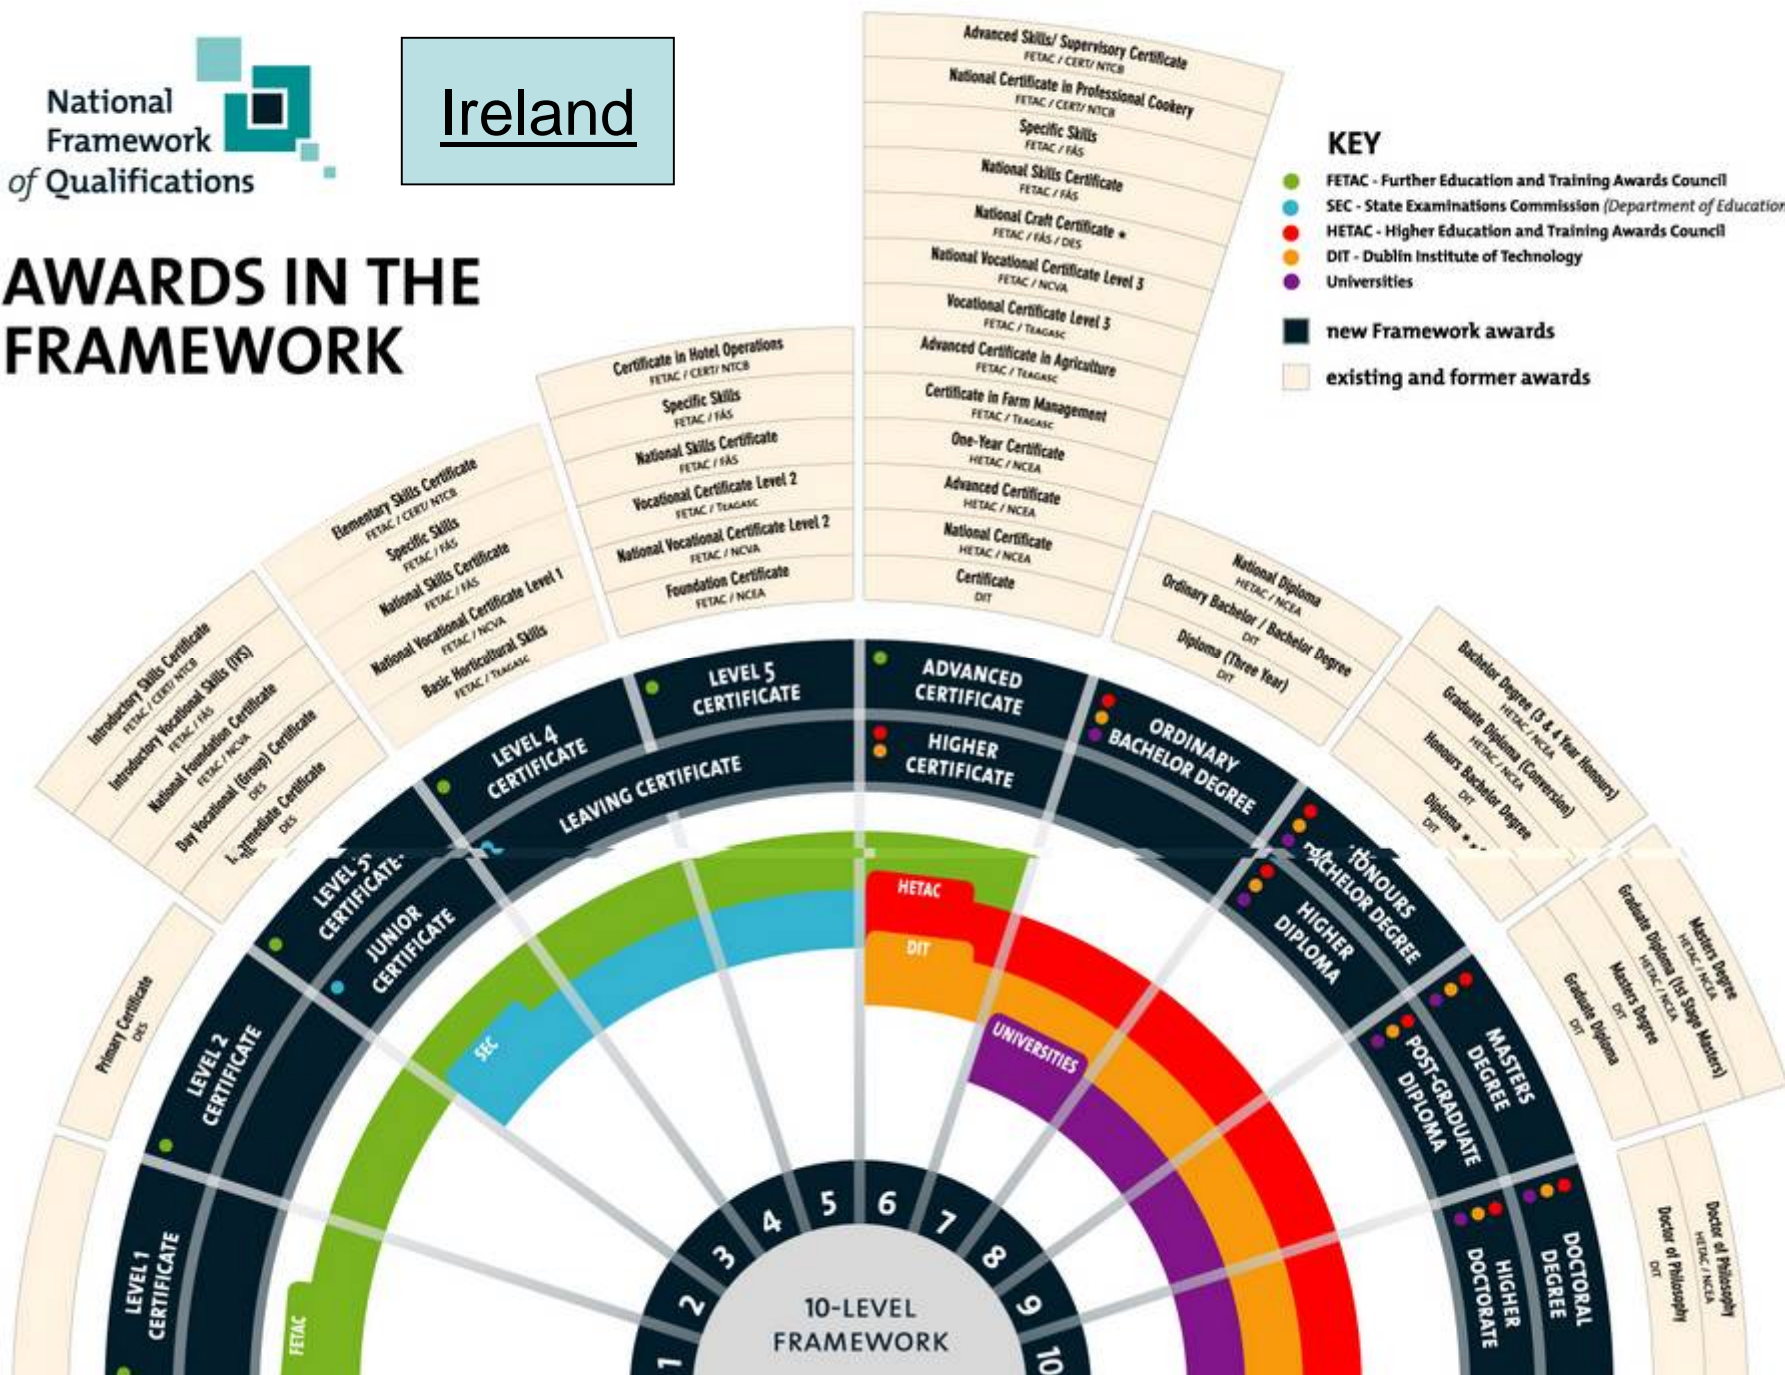 National
Framework
of Qualifications
Ireland
AWARDS IN THE
FRAMEWORK
KEY
FETAC - Further Education and Training Awards Council
SEC - State Examinations Commission (Department of Education
HETAC - Higher Education and Training Awards Council
DIT - Dublin Institute of Technology
Universities
new Framework awards
existing and former awards
Primary Certificate
DES
Introductory Skills Certificate
FETAC / CERT/ NTCB
Introductory Vocational Skills (IVS)
FETAC / FÁS
National Foundation Certificate
FETAC / NCVA
Day Vocational (Group) Certificate
DES
Certificate
DES
Elementary Skills Certificate
FETAC / CERT/ NTCB
Specific Skills
FETAC / FÁS
National Skills Certificate
FETAC / FÁS
National Vocational Certificate Level 1
FETAC / NCVA
Basic Horticultural Skills
FETAC / TEAGASC
Certificate in Hotel Operations
FETAC / CERT/ NTCB
Specific Skills
FETAC / FÁS
National Skills Certificate
FETAC / FÁS
Vocational Certificate Level 2
FETAC / TEAGASC
National Vocational Certificate Level 2
FETAC / NCVA
Foundation Certificate
FETAC / NCEA
Advanced Skills/ Supervisory Certificate
FETAC / CERT/ NTCB
National Certificate in Professional Cookery
FETAC / CERT/ NTCB
Specific Skills
FETAC / FÁS
National Skills Certificate
FETAC / FÁS
National Craft Certificate *
FETAC / FÁS / DES
National Vocational Certificate Level 3
FETAC / NCVA
Vocational Certificate Level 3
FETAC / TEAGASC
Advanced Certificate in Agriculture
FETAC / TEAGASC
Certificate in Farm Management
FETAC / TEAGASC
One-Year Certificate
HETAC / NCEA
Advanced Certificate
HETAC / NCEA
National Certificate
HETAC / NCEA
Certificate
DIT
National Diploma
HETAC / NCEA
Ordinary Bachelor / Bachelor Degree
DIT
Diploma (Three Year)
DIT
Bachelor Degree (3 & 4 Year Honours)
HETAC / NCEA
Graduate Diploma (Conversion)
HETAC / NCEA
Honours Bachelor Degree
DIT
Diploma * *
DIT
Masters Degree
HETAC / NCEA
Graduate Diploma (1st Stage Masters)
HETAC / NCEA
Masters Degree
DIT
Graduate Diploma
DIT
Doctor of Philosophy
HETAC / NCEA
Doctor of Philosophy
DIT
LEVEL 1
CERTIFICATE
LEVEL 2
CERTIFICATE
LEVEL 3
CERTIFICATE
JUNIOR
CERTIFICATE
LEVEL 4
CERTIFICATE
LEVEL 5
CERTIFICATE
LEAVING CERTIFICATE
ADVANCED
CERTIFICATE
HIGHER
CERTIFICATE
ORDINARY
BACHELOR DEGREE
HONOURS
BACHELOR DEGREE
HIGHER
DIPLOMA
MASTERS
DEGREE
POST-GRADUATE
DIPLOMA
DOCTORAL
DEGREE
HIGHER
DOCTORATE
FETAC
SEC
HETAC
DIT
UNIVERSITIES
1
2
3
4
5
6
7
8
9
10
10-LEVEL
FRAMEWORK